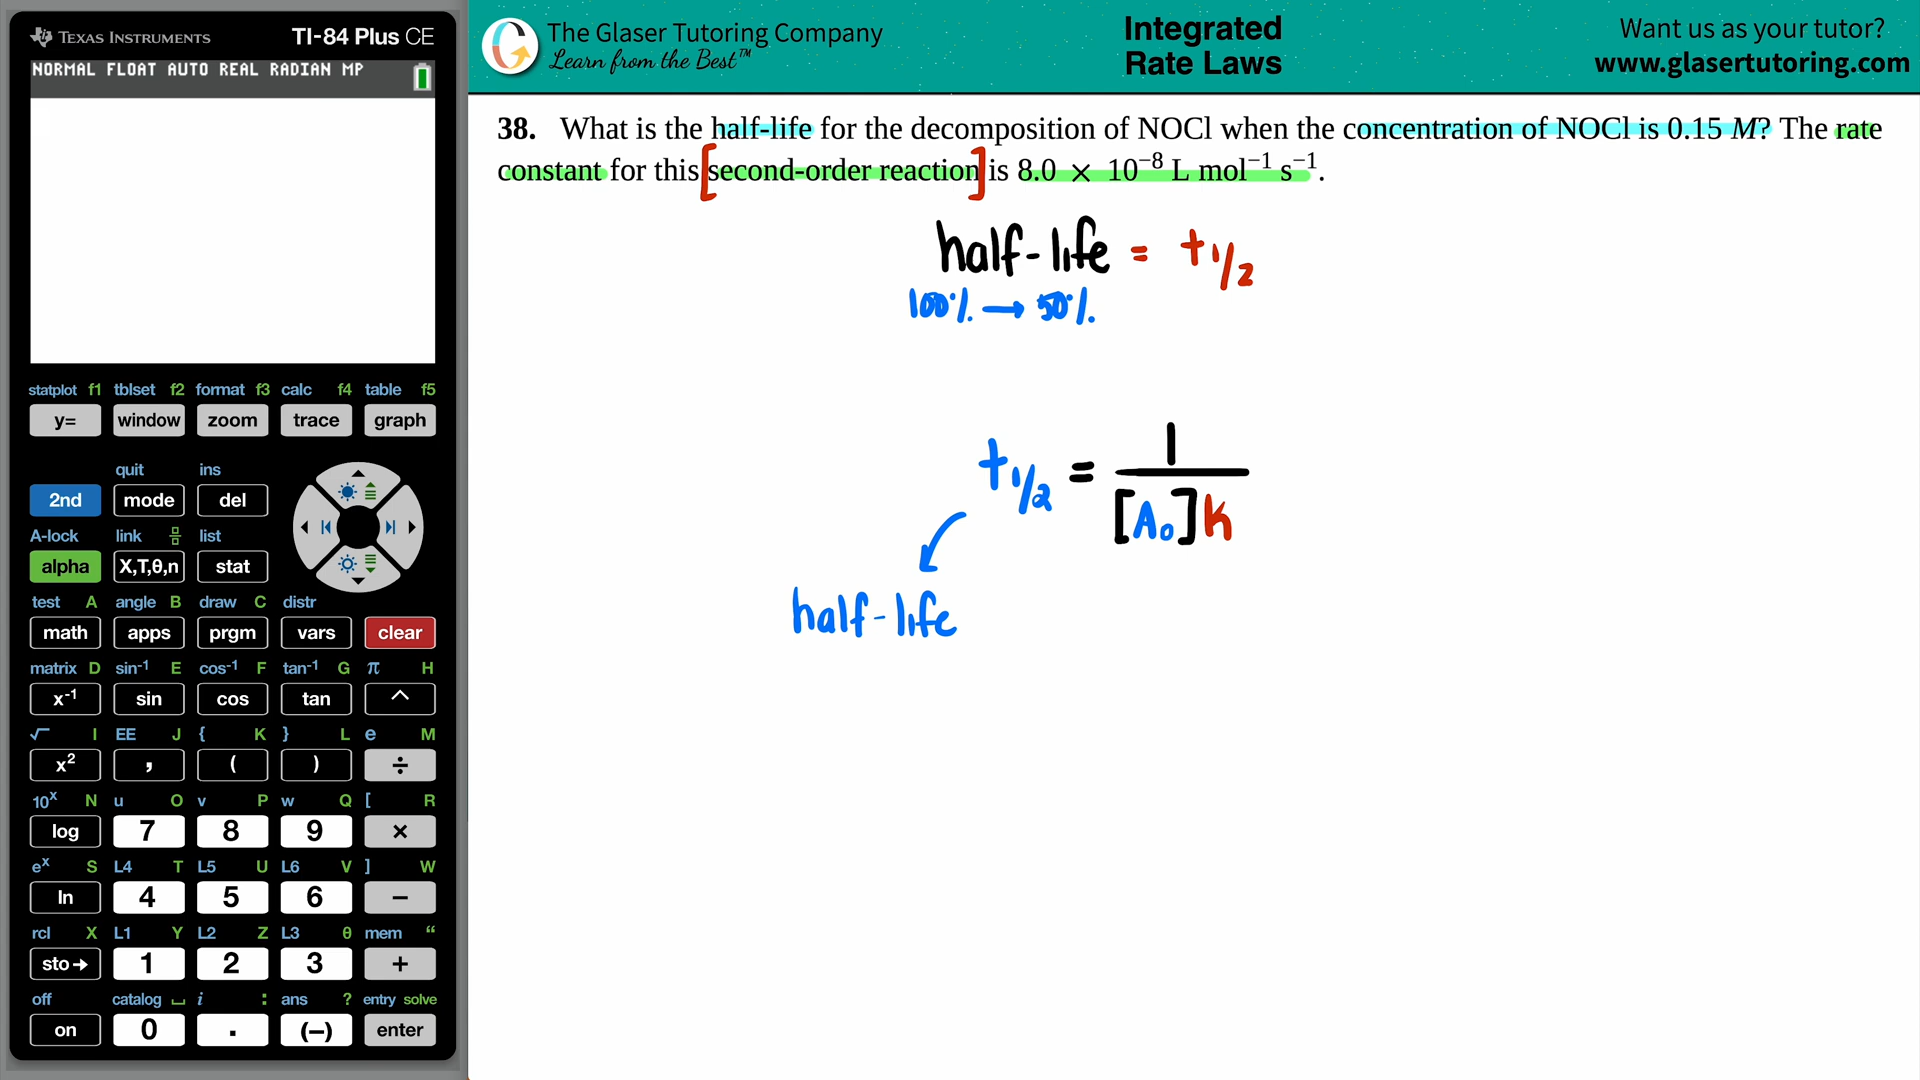 TEXAS INSTRUMENTS TI-84 Plus CE
NORMAL FLOAT AUTO REAL RADIAN MP
statplot f1 tblset f2 format f3 calc f4 table f5
y= window zoom trace graph
quit ins
2nd mode del
A-lock link list
alpha X,T,θ,n stat
test A angle B draw C distr
math apps prgm vars clear
matrix D sin⁻¹ E cos⁻¹ F tan⁻¹ G π H
x⁻¹ sin cos tan ^
√ I EE J { K } L e M
x² , ( ) ÷
10ˣ N u O v P w Q [ R
log 7 8 9 ×
eˣ S L4 T L5 U L6 V ] W
ln 4 5 6 −
rcl X L1 Y L2 Z L3 θ mem “
sto→ 1 2 3 +
off catalog ⎵ i : ans ? entry solve
on 0 . (−) enter
The Glaser Tutoring Company
Learn from the Best™
Integrated
Rate Laws
Want us as your tutor?
www.glasertutoring.com
38. What is the half-life for the decomposition of NOCl when the concentration of NOCl is 0.15 M? The rate
constant for this [second-order reaction] is 8.0 × 10⁻⁸ L mol⁻¹ s⁻¹.
half-life = t1/2
100% → 50%
t1/2 = 1/[A₀]k
half-life